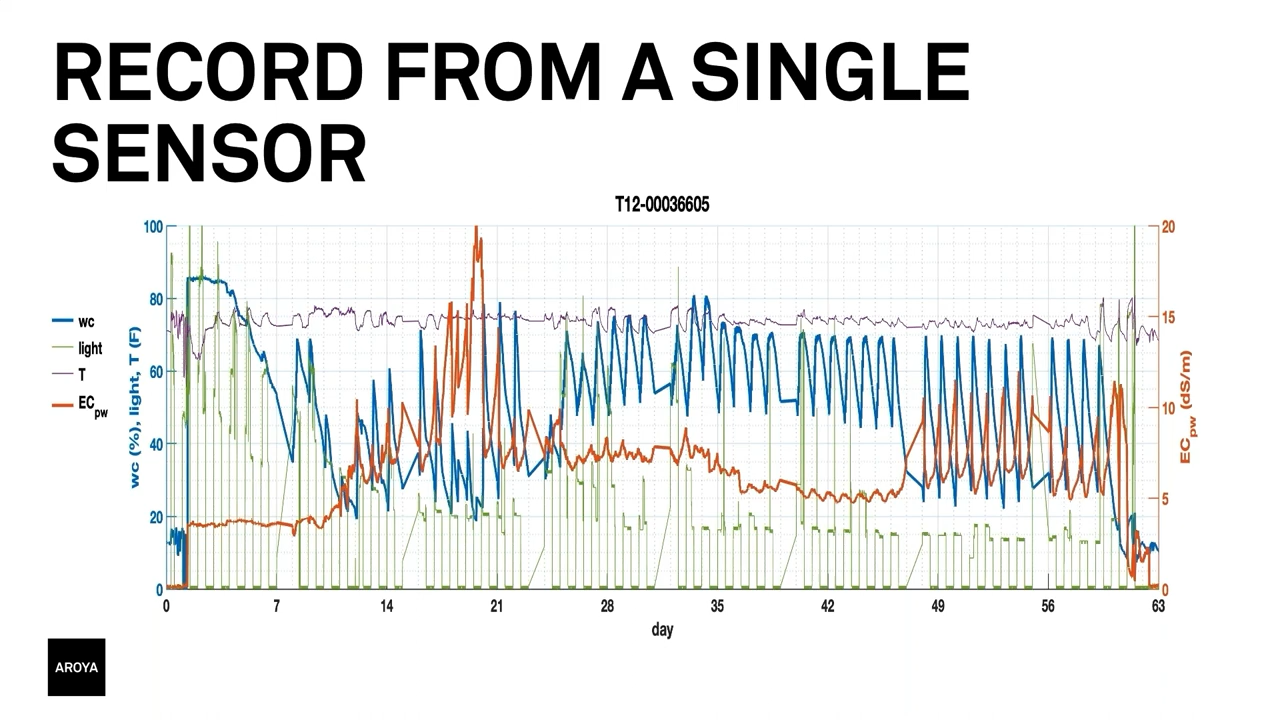 RECORD FROM A SINGLE
SENSOR
T12-00036605
100
80
60
40
20
0
wc (%), light, T (F)
wc
light
T
EC pw
20
15
10
5
0
EC pw (dS/m)
0 7 14 21 28 35 42 49 56 63
day
AROYA